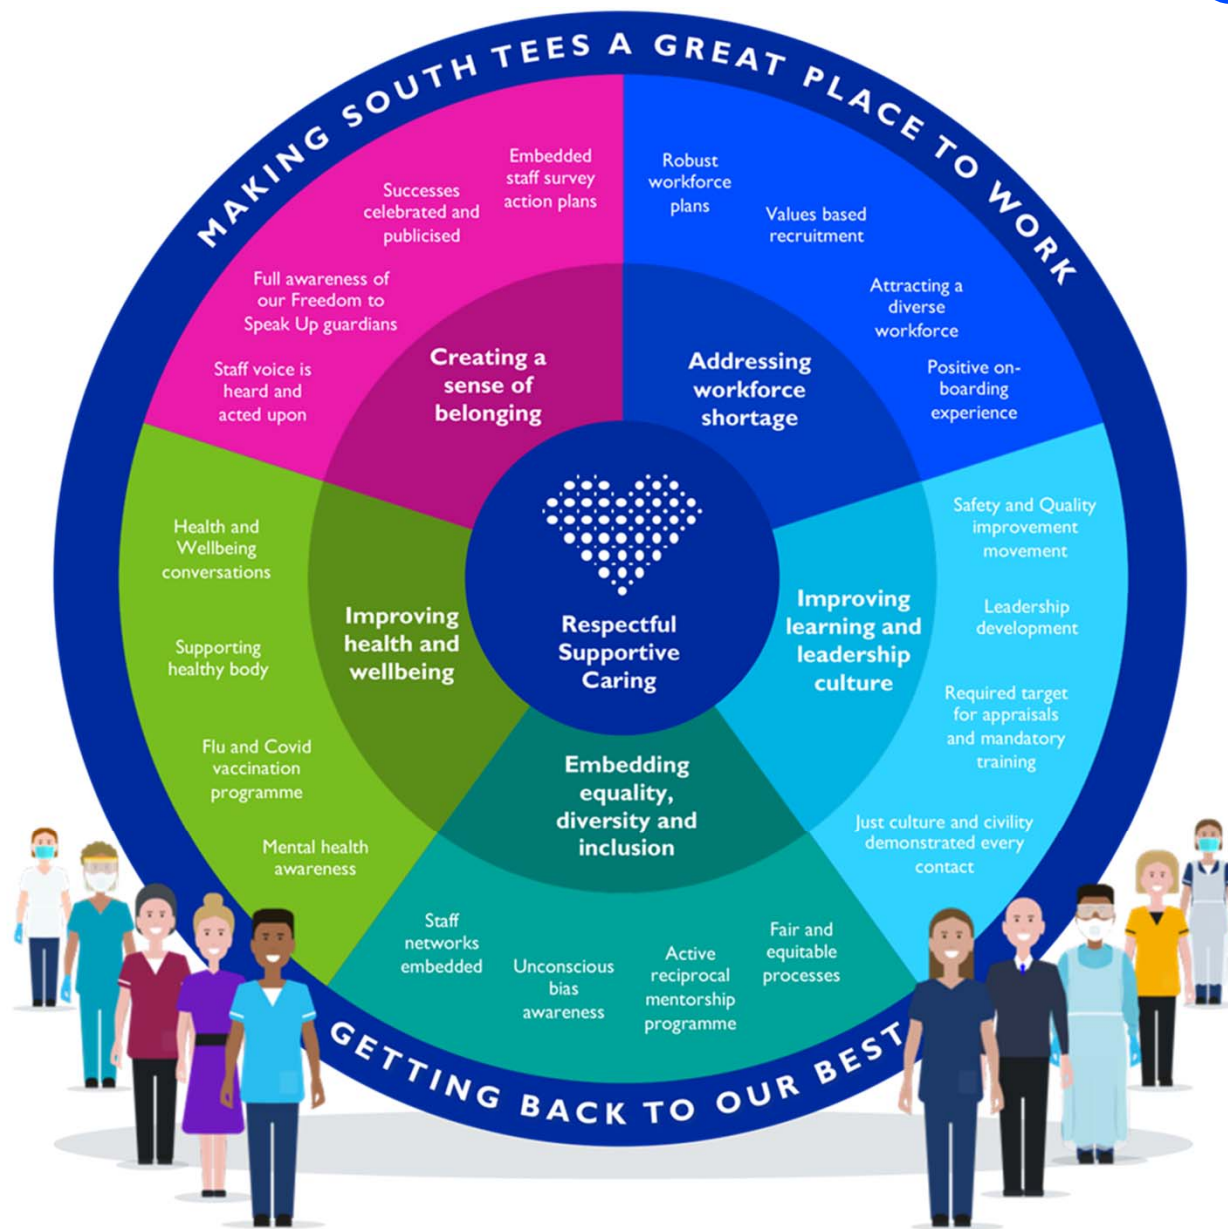 MAKING SOUTH TEES A GREAT PLACE TO WORK
Embedded
staff survey
action plans
Successes
celebrated and
publicised
Full awareness of
our Freedom to
Speak Up guardians
Staff voice is
heard and
acted upon
Creating a
sense of
belonging
Robust
workforce
plans
Values based
recruitment
Attracting a
diverse
workforce
Positive on-
boarding
experience
Addressing
workforce
shortage
Safety and Quality
improvement
movement
Leadership
development
Required target
for appraisals
and mandatory
training
Just culture and civility
demonstrated every
contact
Improving
learning and
leadership
culture
Respectful
Supportive
Caring
Health and
Wellbeing
conversations
Supporting
healthy body
Flu and Covid
vaccination
programme
Mental health
awareness
Improving
health and
wellbeing
Embedding
equality,
diversity and
inclusion
Staff
networks
embedded
Unconscious
bias
awareness
Active
reciprocal
mentorship
programme
Fair and
equitable
processes
GETTING BACK TO OUR BEST